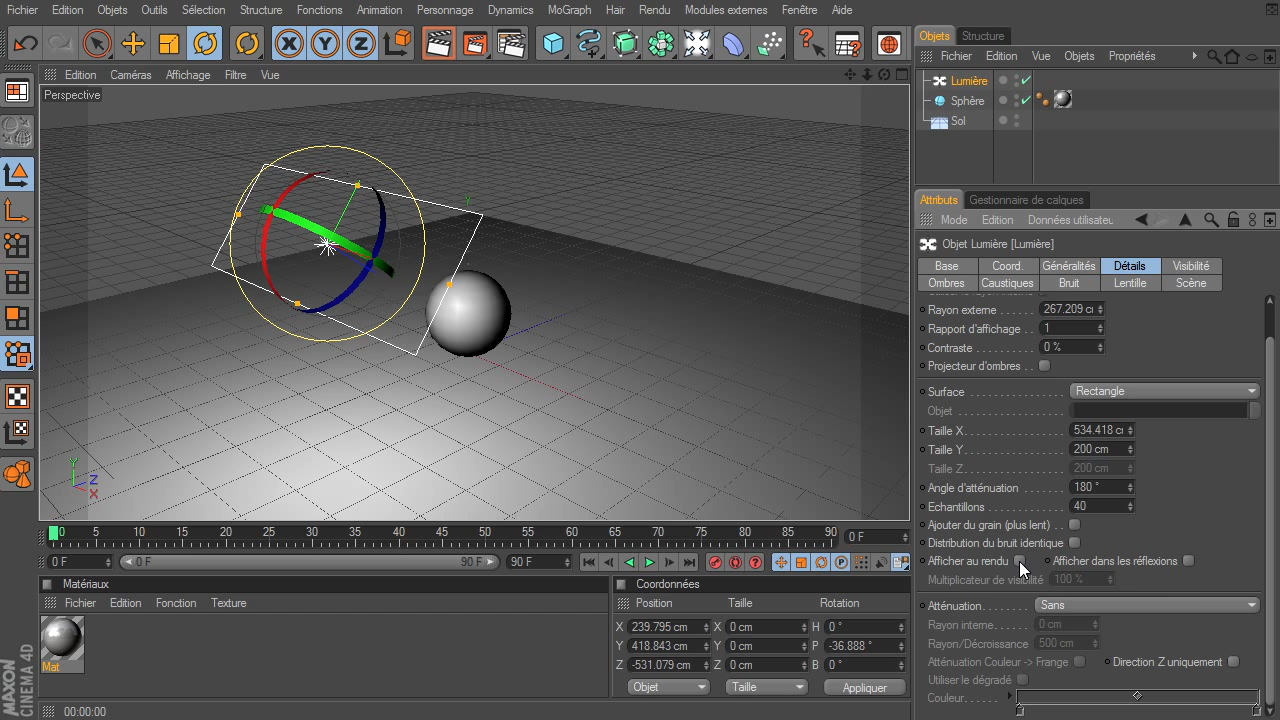 Fichier Edition Objets Outils Sélection Structure Fonctions Animation Personnage Dynamics MoGraph Hair Rendu Modules externes Fenêtre Aide
X Y Z
Edition Caméras Affichage Filtre Vue
Perspective
Y
Y
Z
X
0 5 10 15 20 25 30 35 40 45 50 55 60 65 70 75 80 85 90
0 F
0 F
0 F 90 F
90 F
P
Matériaux
Fichier Edition Fonction Texture
Mat
Coordonnées
Position Taille Rotation
X 239.795 cm X 0 cm H 0 °
Y 418.843 cm Y 0 cm P -36.888 °
Z -531.079 cm Z 0 cm B 0 °
Objet Taille Appliquer
00:00:00
MAXON
CINEMA 4D
Objets Structure
Fichier Edition Vue Objets Propriétés
Lumière
Sphère
Sol
Attributs Gestionnaire de calques
Mode Edition Données utilisateu
Objet Lumière [Lumière]
Base Coord. Généralités Détails Visibilité
Ombres Caustiques Bruit Lentille Scène
Rayon externe 267.209 c
Rapport d'affichage 1
Contraste 0 %
Projecteur d'ombres
Surface Rectangle
Objet
Taille X 534.418 c
Taille Y 200 cm
Taille Z 200 cm
Angle d'atténuation 180 °
Echantillons 40
Ajouter du grain (plus lent)
Distribution du bruit identique
Afficher au rendu Afficher dans les réflexions
Multiplicateur de visibilité 100 %
Atténuation Sans
Rayon interne 0 cm
Rayon/Décroissance 500 cm
Atténuation Couleur -> Frange Direction Z uniquement
Utiliser le dégradé
Couleur